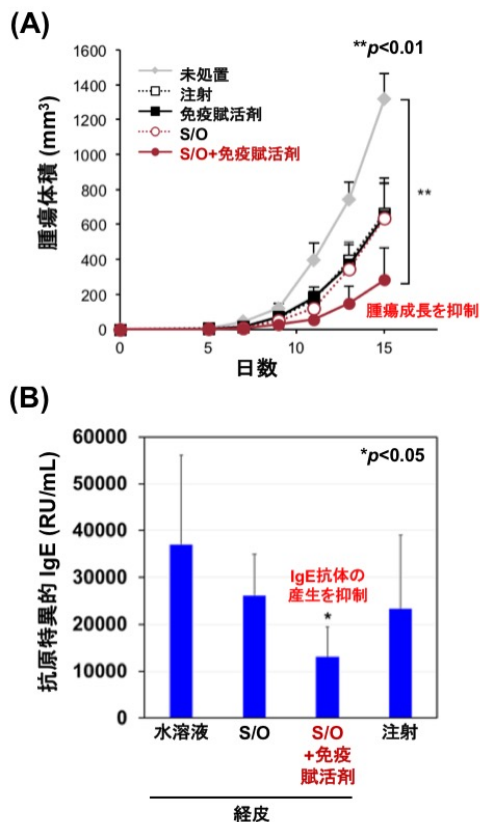 (A)
**p<0.01
未処置
注射
免疫賦活剤
S/O
S/O+免疫賦活剤
腫瘍体積 (mm³)
1600
1400
1200
1000
800
600
400
200
0
**
腫瘍成長を抑制
0
5
10
15
日数
(B)
*p<0.05
抗原特異的 IgE (RU/mL)
60000
50000
40000
30000
20000
10000
0
IgE抗体の
産生を抑制
*
水溶液
S/O
S/O
+免疫
賦活剤
注射
経皮